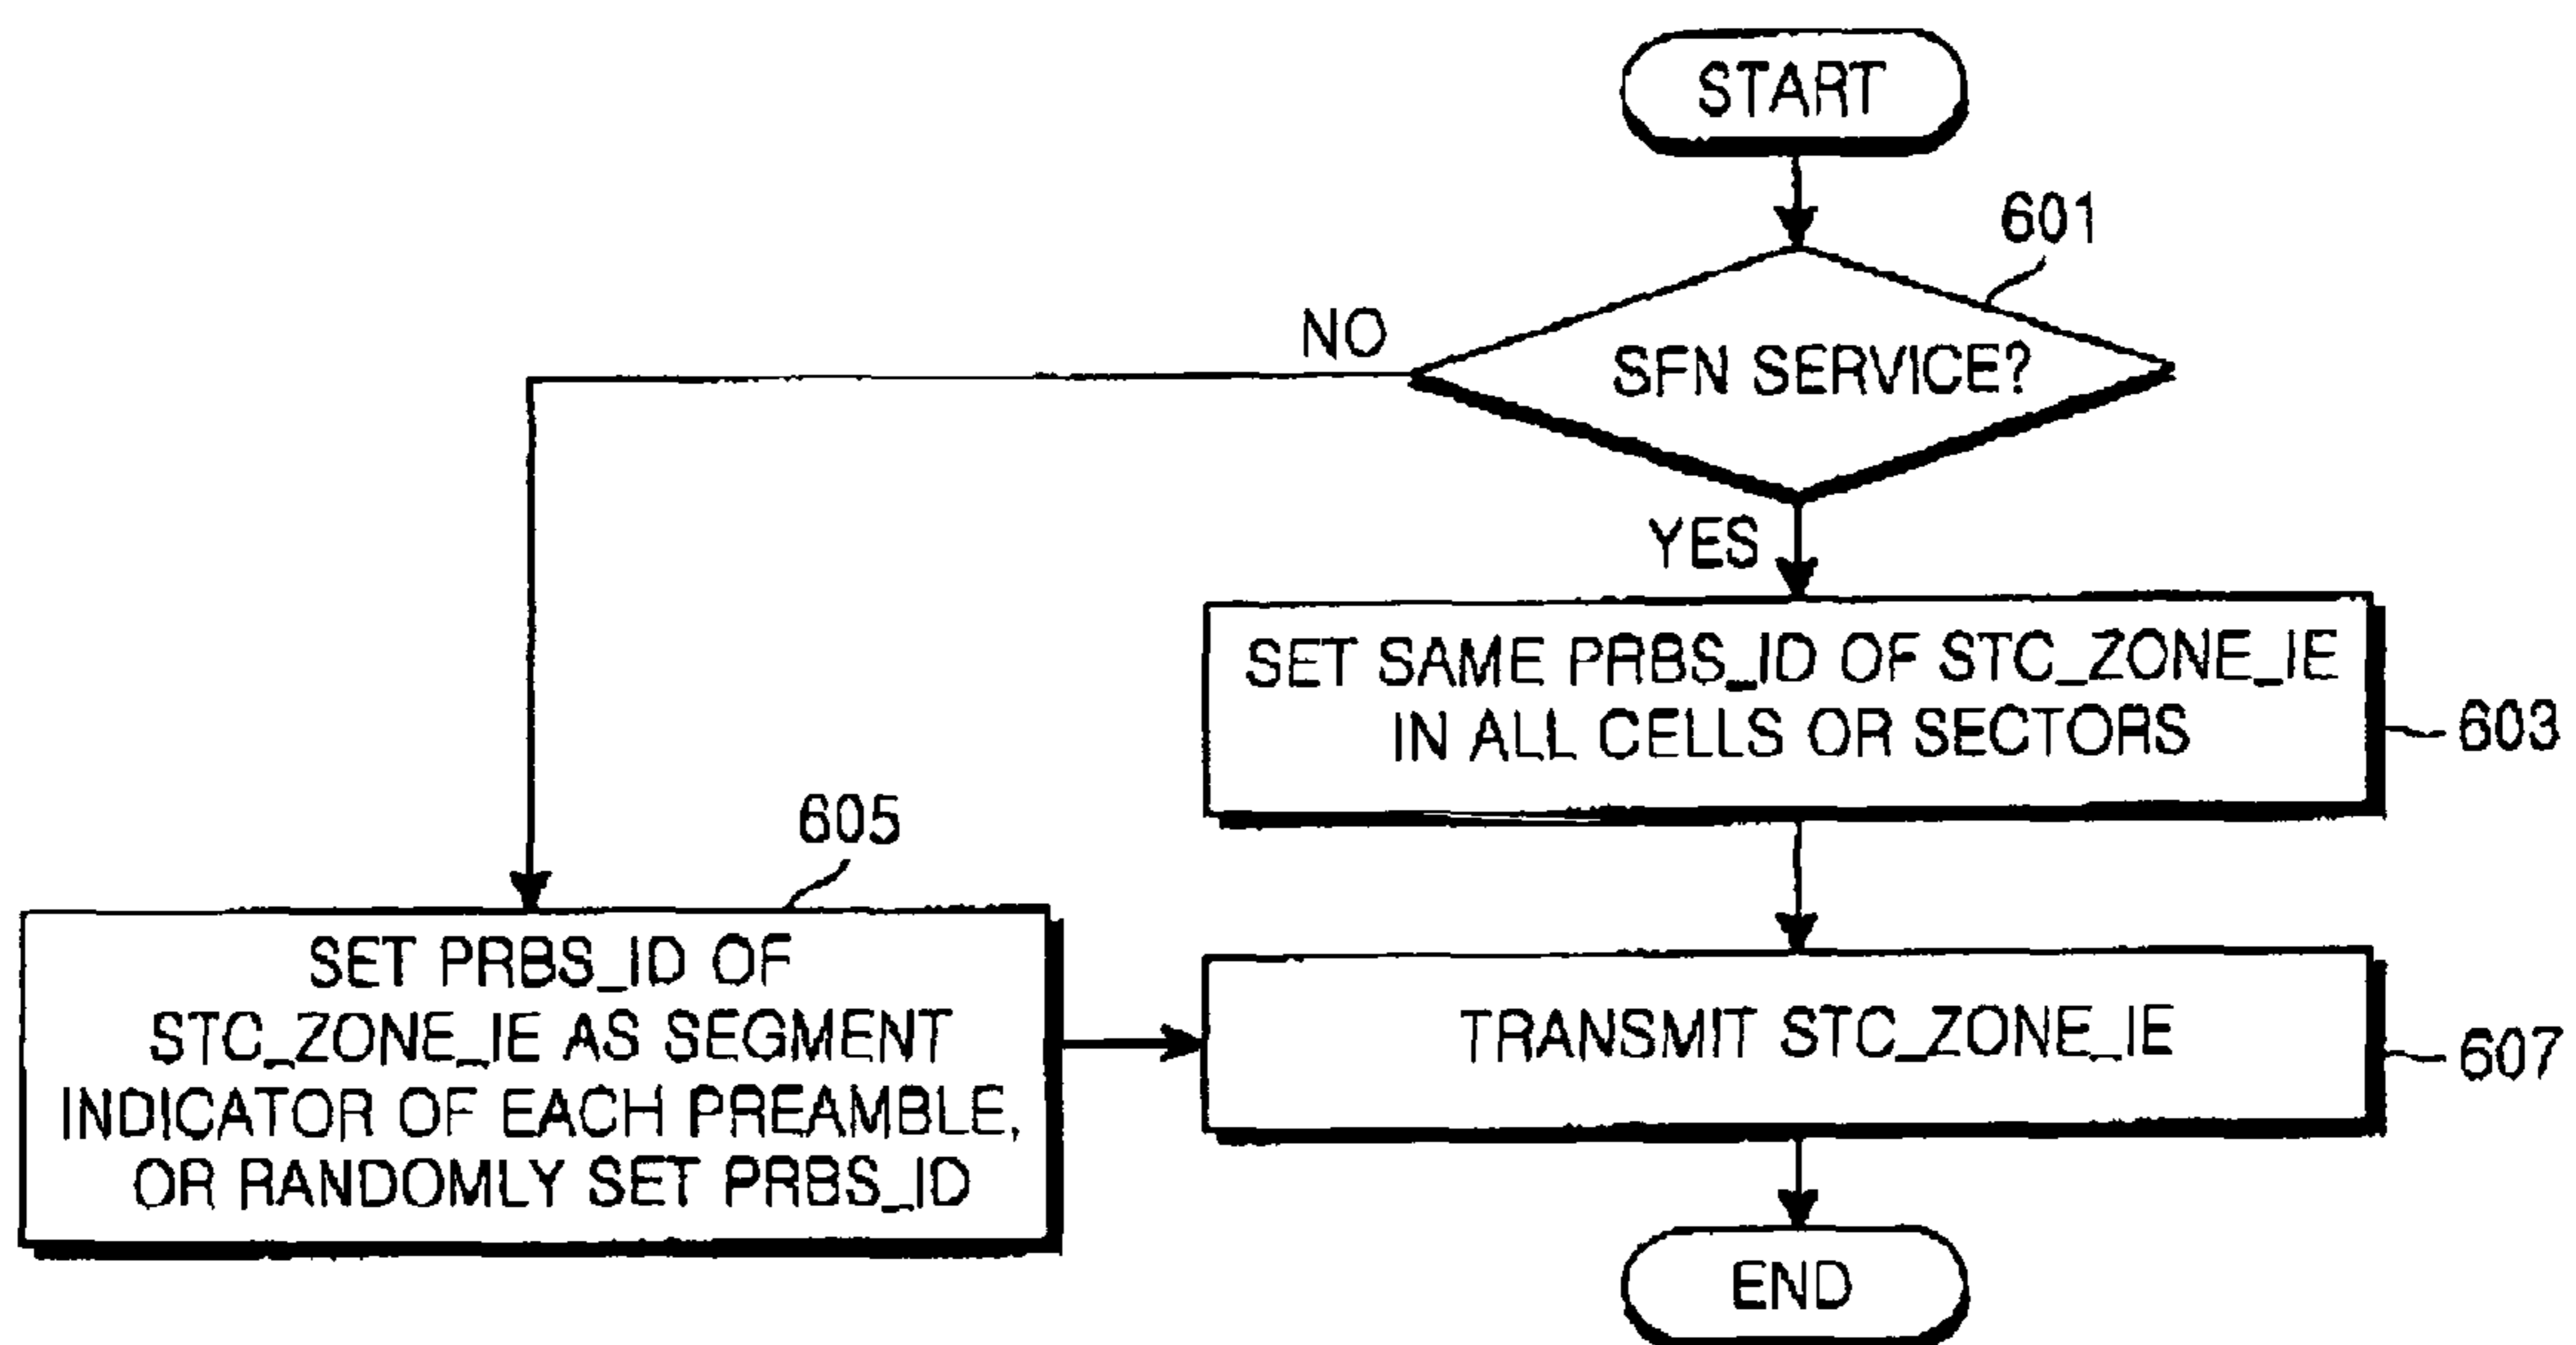 START
601
SFN SERVICE?
NO
YES
SET SAME PRBS_ID OF STC_ZONE_IE
IN ALL CELLS OR SECTORS
603
605
SET PRBS_ID OF
STC_ZONE_IE AS SEGMENT
INDICATOR OF EACH PREAMBLE,
OR RANDOMLY SET PRBS_ID
TRANSMIT STC_ZONE_IE
607
END